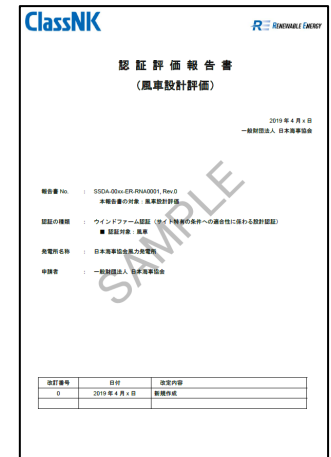 ClassNK
RE RENEWABLE ENERGY
認 証 評 価 報 告 書
(風車設計評価)
2019 年 4 月 x 日
一般財団法人 日本海事協会
報告書 No. : SSDA-00xx-ER-RNA0001, Rev.0
本報告書の対象：風車設計評価
認証の種類 : ウインドファーム認証（サイト特有の条件への適合性に係わる設計認証）
■ 認証対象：風車
発電所名称 : 日本海事協会風力発電所
申請者 : 一般財団法人 日本海事協会
SAMPLE
改訂番号 日付 改定内容
0 2019 年 4 月 x 日 新規作成